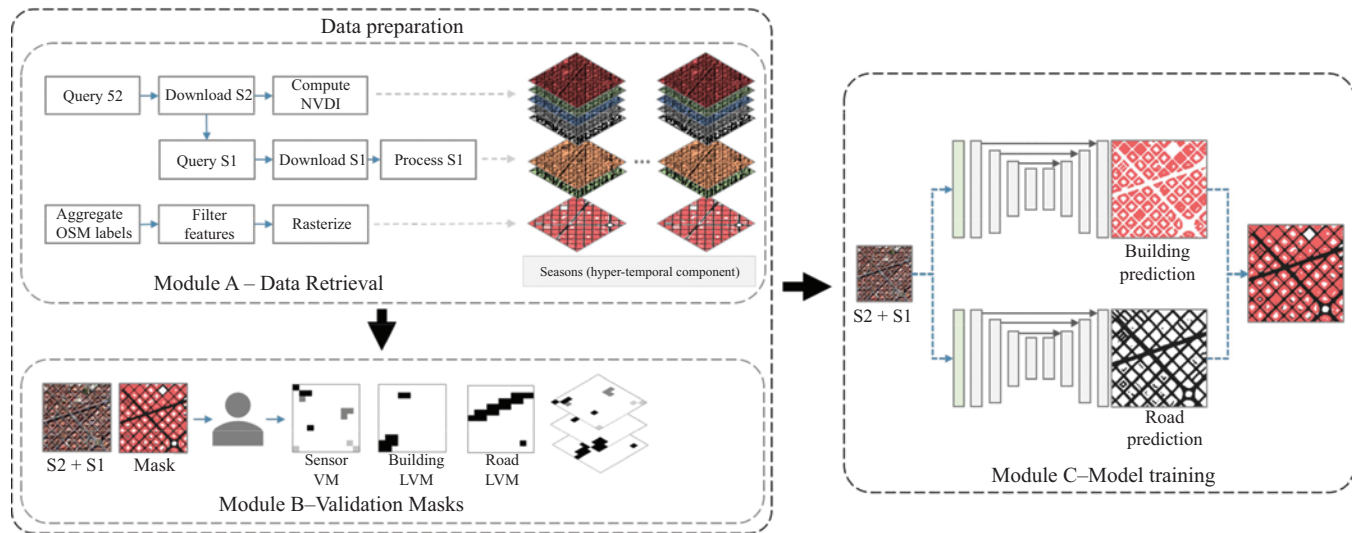 Data preparation
Query 52
Download S2
Compute
NVDI
Query S1
Download S1
Process S1
...
Aggregate
OSM labels
Filter
features
Rasterize
Seasons (hyper-temporal component)
Module A – Data Retrieval
S2 + S1
Mask
Sensor
VM
Building
LVM
Road
LVM
Module B–Validation Masks
S2 + S1
Building
prediction
Road
prediction
Module C–Model training